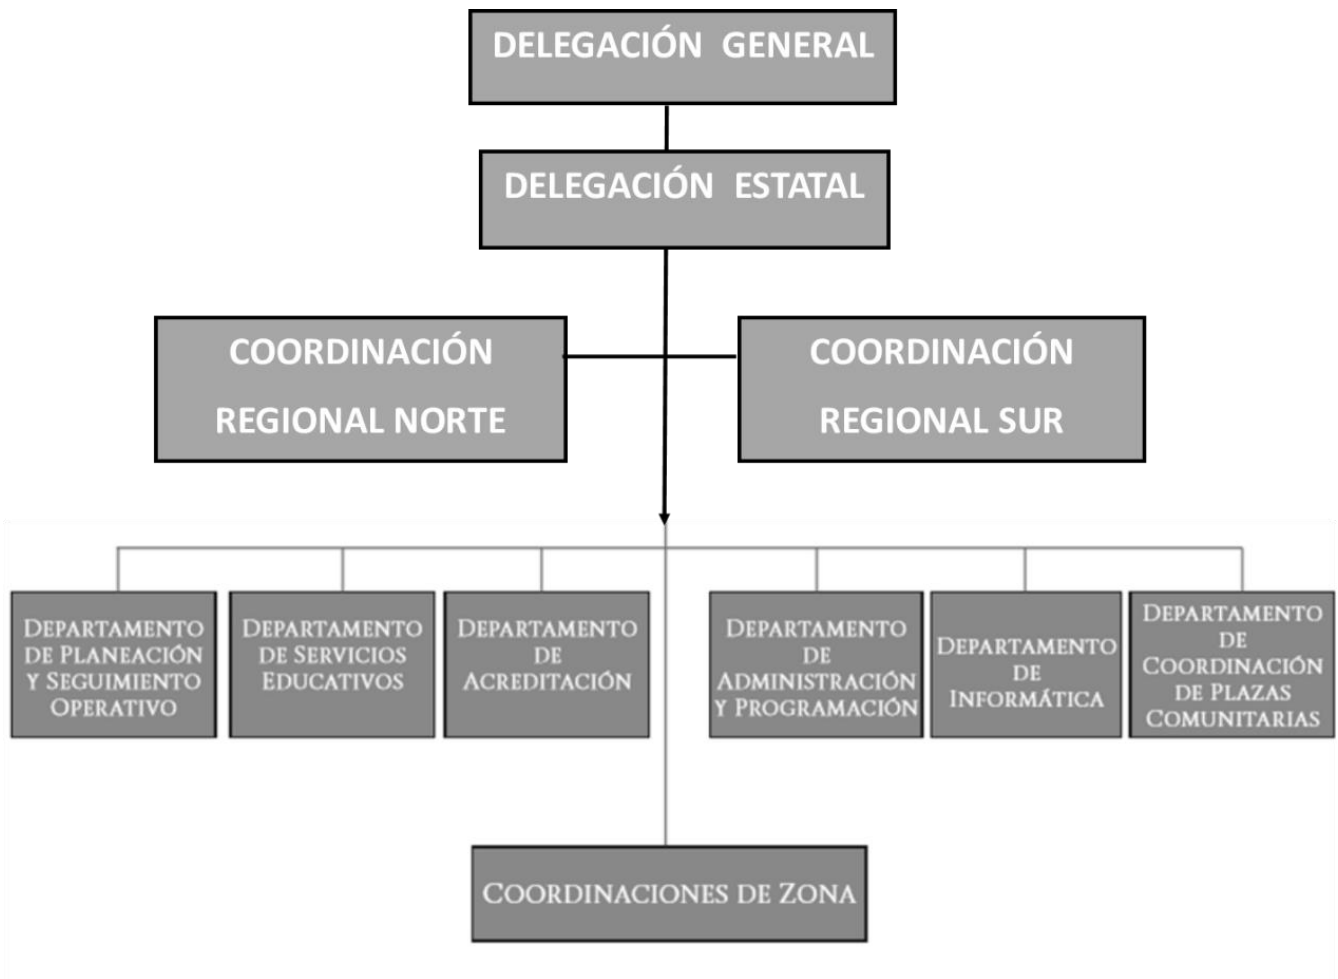 DELEGACIÓN GENERAL
DELEGACIÓN ESTATAL
COORDINACIÓN
REGIONAL NORTE
COORDINACIÓN
REGIONAL SUR
DEPARTAMENTO
DE PLANEACIÓN
Y SEGUIMIENTO
OPERATIVO
DEPARTAMENTO
DE SERVICIOS
EDUCATIVOS
DEPARTAMENTO
DE
ACREDITACIÓN
DEPARTAMENTO
DE
ADMINISTRACIÓN
Y PROGRAMACIÓN
DEPARTAMENTO
DE
INFORMÁTICA
DEPARTAMENTO
DE
COORDINACIÓN
DE PLAZAS
COMUNITARIAS
COORDINACIONES DE ZONA